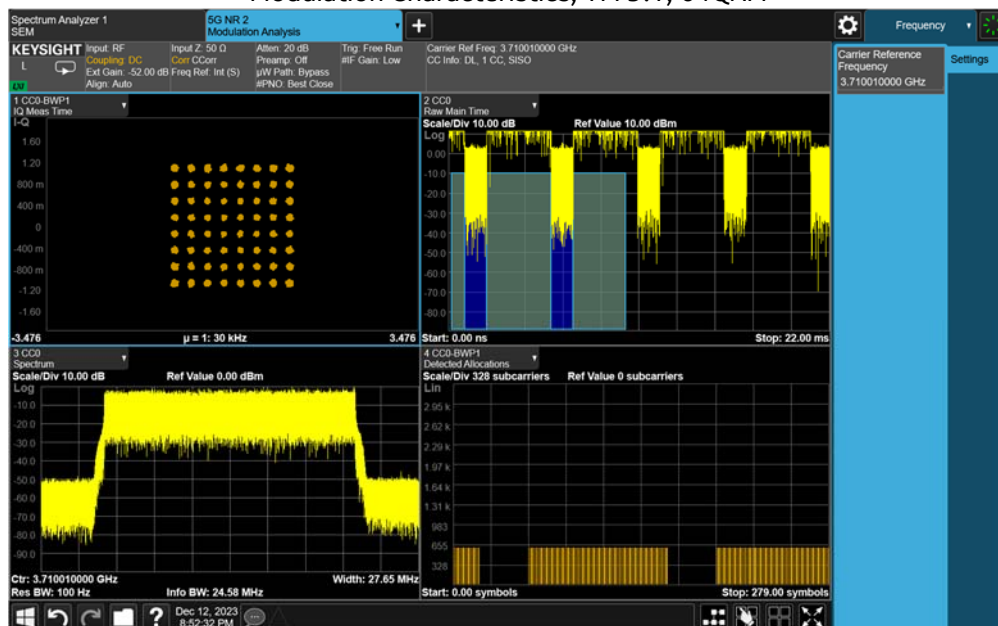 Spectrum Analyzer 1
SEM
5G NR 2
Modulation Analysis
Frequency
KEYSIGHT
L
Input: RF
Coupling: DC
Ext Gain: -52.00 dB
Align: Auto
Input Z: 50 Ω
Corr CCorr
Freq Ref: Int (S)
Atten: 20 dB
Preamp: Off
µW Path: Bypass
#PNO: Best Close
Trig: Free Run
#IF Gain: Low
Carrier Ref Freq: 3.710010000 GHz
CC Info: DL, 1 CC, SISO
Carrier Reference
Frequency
3.710010000 GHz
Settings
1 CC0-BWP1
IQ Meas Time
I-Q
1.60
1.20
800 m
400 m
0
-400 m
-800 m
-1.20
-1.60
-3.476
µ = 1: 30 kHz
3.476
2 CC0
Raw Main Time
Scale/Div 10.00 dB
Ref Value 10.00 dBm
Log
0.00
-10.0
-20.0
-30.0
-40.0
-50.0
-60.0
-70.0
-80.0
Start: 0.00 ns
Stop: 22.00 ms
3 CC0
Spectrum
Scale/Div 10.00 dB
Ref Value 0.00 dBm
Log
-10.0
-20.0
-30.0
-40.0
-50.0
-60.0
-70.0
-80.0
-90.0
Ctr: 3.710010000 GHz
Width: 27.65 MHz
Res BW: 100 Hz
Info BW: 24.58 MHz
4 CC0-BWP1
Detected Allocations
Scale/Div 328 subcarriers
Ref Value 0 subcarriers
Lin
2.95 k
2.62 k
2.29 k
1.97 k
1.64 k
1.31 k
983
655
328
Start: 0.00 symbols
Stop: 279.00 symbols
Dec 12, 2023
8:52:32 PM